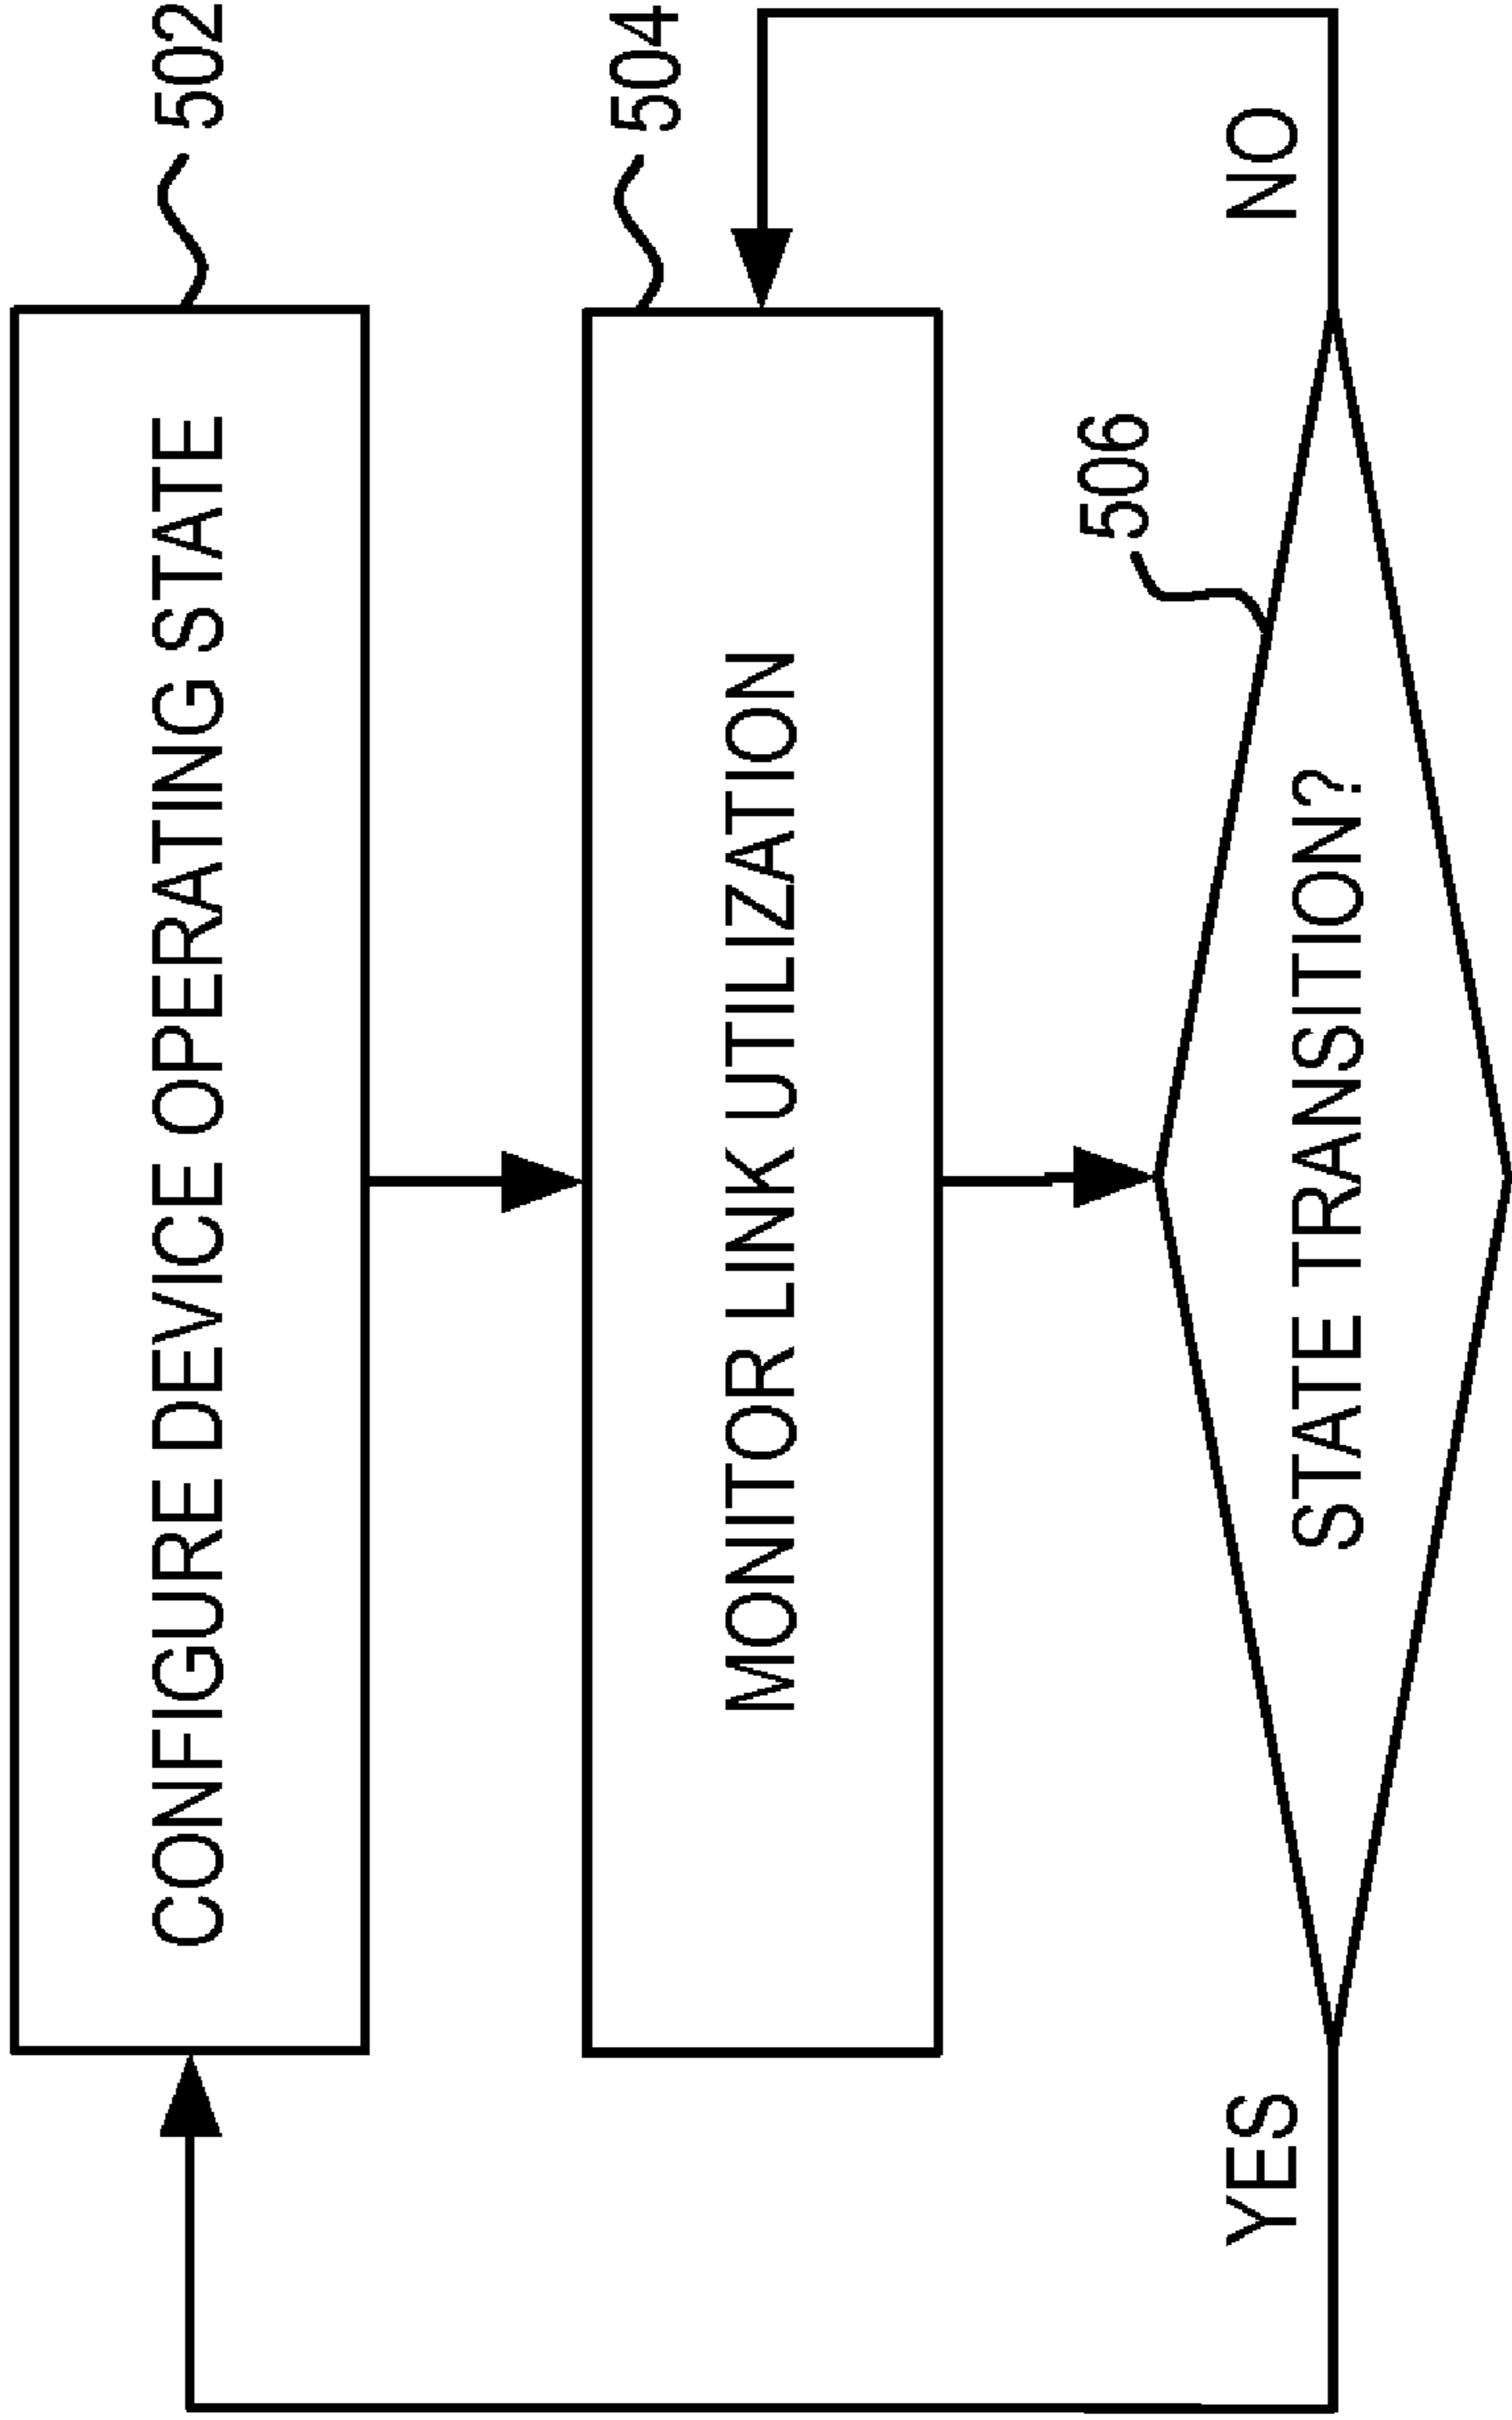 CONFIGURE DEVICE OPERATING STATE
502
MONITOR LINK UTILIZATION
504
STATE TRANSITION?
506
YES
NO